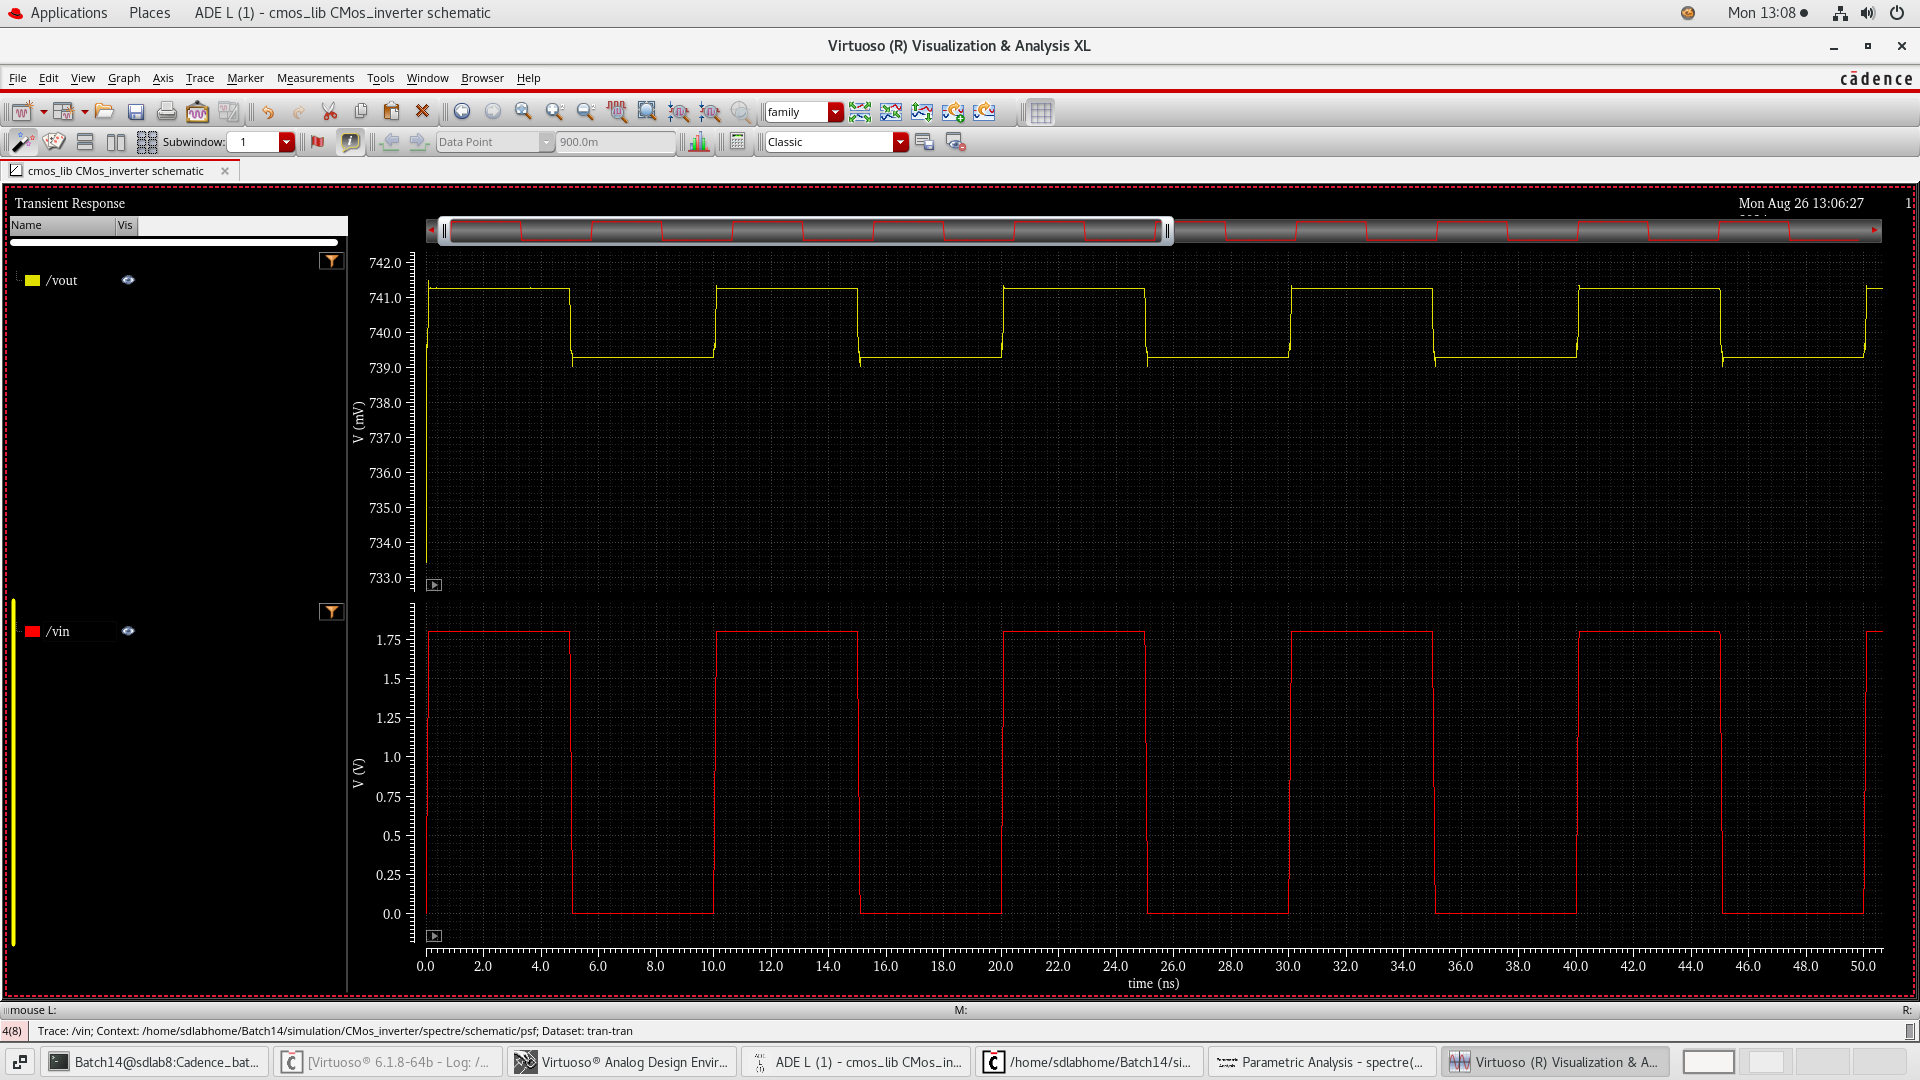 Applications Places ADE L (1) - cmos_lib CMos_inverter schematic Mon 13:08
Virtuoso (R) Visualization & Analysis XL
File Edit View Graph Axis Trace Marker Measurements Tools Window Browser Help cādence
family
Subwindow: 1 Data Point 900.0m Classic
cmos_lib CMos_inverter schematic
Transient Response Mon Aug 26 13:06:27 1
Name Vis
/vout
742.0
741.0
740.0
739.0
738.0
737.0
736.0
735.0
734.0
733.0
V (mV)
/vin
1.75
1.5
1.25
1.0
0.75
0.5
0.25
0.0
V (V)
0.0 2.0 4.0 6.0 8.0 10.0 12.0 14.0 16.0 18.0 20.0 22.0 24.0 26.0 28.0 30.0 32.0 34.0 36.0 38.0 40.0 42.0 44.0 46.0 48.0 50.0
time (ns)
mouse L: M: R:
4(8) Trace: /vin; Context: /home/sdlabhome/Batch14/simulation/CMos_inverter/spectre/schematic/psf; Dataset: tran-tran
Batch14@sdlab8:Cadence_bat... [Virtuoso® 6.1.8-64b - Log: /... Virtuoso® Analog Design Envir... ADE L (1) - cmos_lib CMos_in... /home/sdlabhome/Batch14/si... Parametric Analysis - spectre(... Virtuoso (R) Visualization & A...